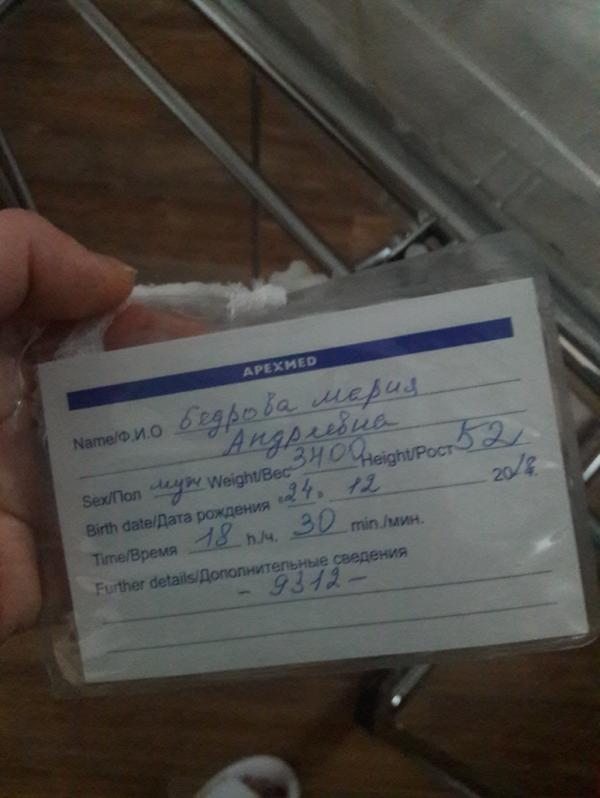 APEXMED
Name/Ф.И.О Бедрова Мария
Андреевна
Sex/Пол муж Weight/Вес 3400 Height/Рост 52
Birth date/Дата рождения «24» 12 2018
Time/Время 18 h./ч. 30 min./мин.
Further details/Дополнительные сведения
- 9312 -